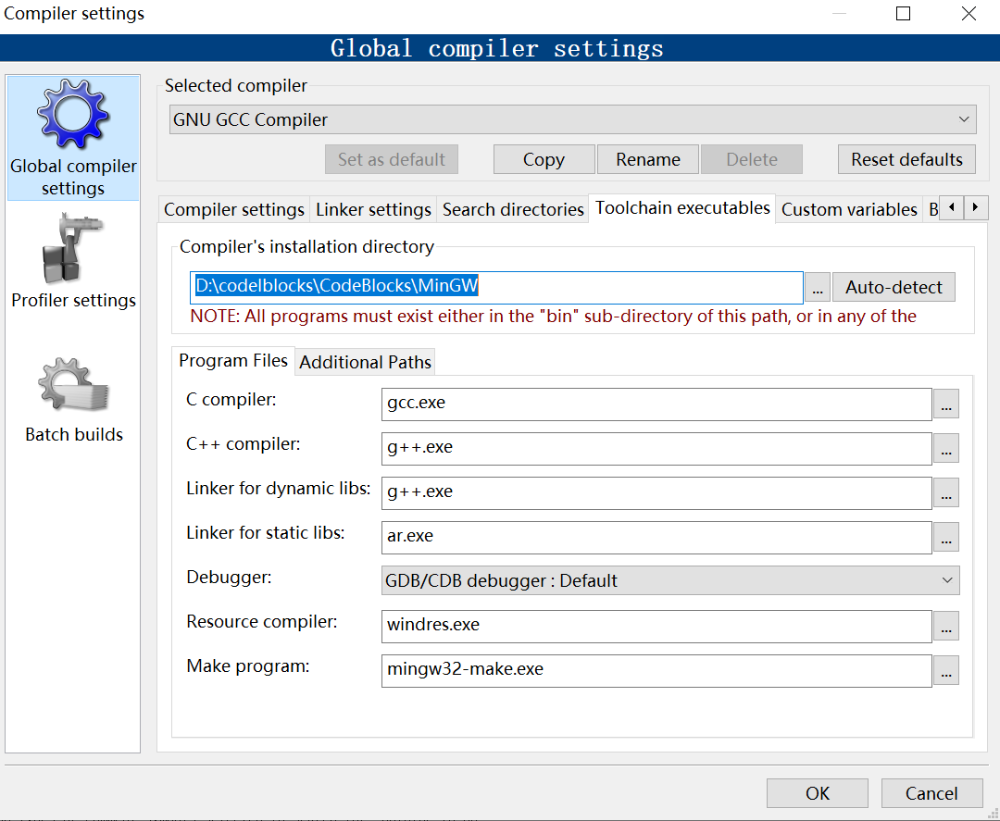 Compiler settings
Global compiler settings
Global compiler
settings
Profiler settings
Batch builds
Selected compiler
GNU GCC Compiler
Set as default
Copy
Rename
Delete
Reset defaults
Compiler settings
Linker settings
Search directories
Toolchain executables
Custom variables
B
Compiler's installation directory
D:\codelblocks\CodeBlocks\MinGW
...
Auto-detect
NOTE: All programs must exist either in the "bin" sub-directory of this path, or in any of the
Program Files
Additional Paths
C compiler:
gcc.exe
...
C++ compiler:
g++.exe
...
Linker for dynamic libs:
g++.exe
...
Linker for static libs:
ar.exe
...
Debugger:
GDB/CDB debugger : Default
Resource compiler:
windres.exe
...
Make program:
mingw32-make.exe
...
OK
Cancel